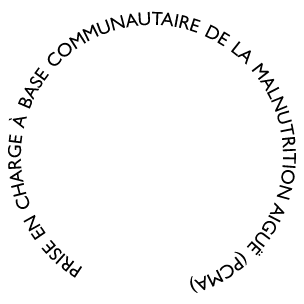 PRISE EN CHARGE À BASE COMMUNAUTAIRE DE LA MALNUTRITION AIGUË (PCMA)